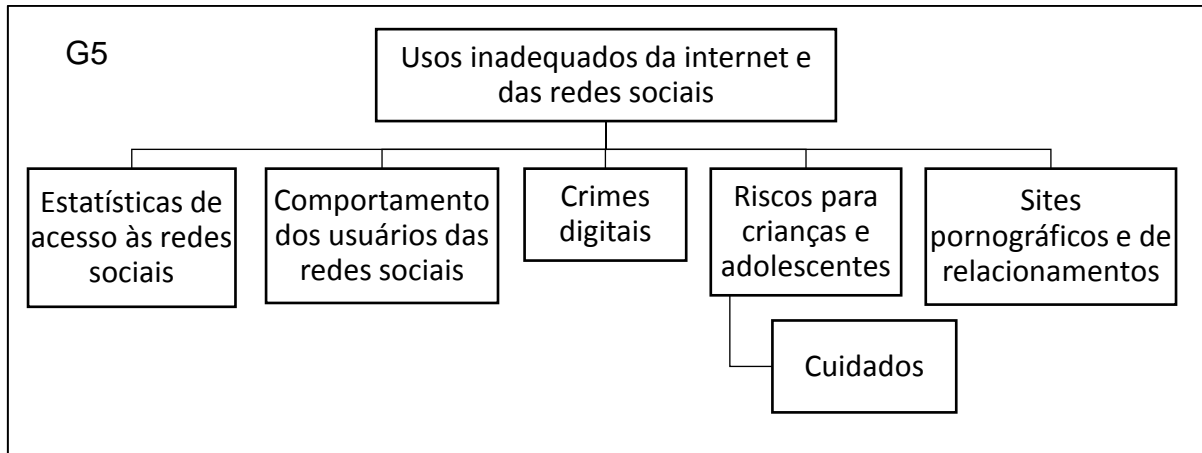 G5
Usos inadequados da internet e
das redes sociais
Estatísticas de
acesso às redes
sociais
Comportamento
dos usuários das
redes sociais
Crimes
digitais
Riscos para
crianças e
adolescentes
Sites
pornográficos e de
relacionamentos
Cuidados